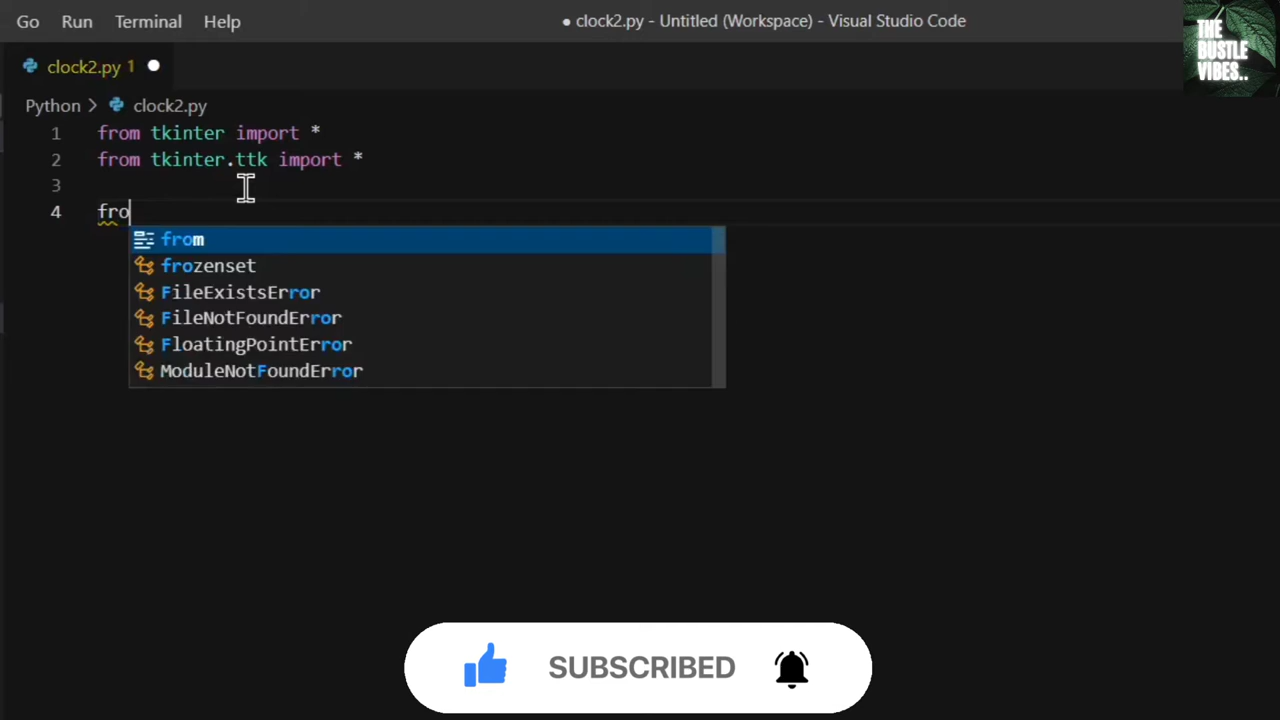 Go Run Terminal Help
● clock2.py - Untitled (Workspace) - Visual Studio Code
THE
BUSTLE
VIBES..
clock2.py 1 ●
Python > clock2.py
1 from tkinter import *
2 from tkinter.ttk import *
3
4 fro
from
frozenset
FileExistsError
FileNotFoundError
FloatingPointError
ModuleNotFoundError
SUBSCRIBED